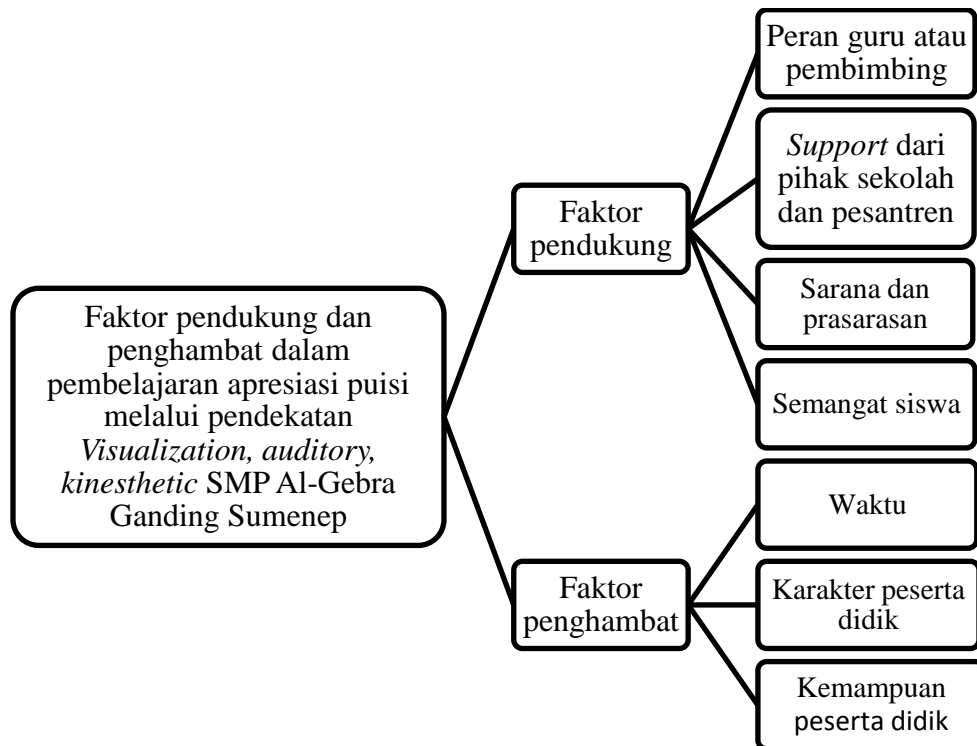 Faktor pendukung dan
penghambat dalam
pembelajaran apresiasi puisi
melalui pendekatan
Visualization, auditory,
kinesthetic SMP Al-Gebra
Ganding Sumenep
Faktor
pendukung
Peran guru atau
pembimbing
Support dari
pihak sekolah
dan pesantren
Sarana dan
prasarasan
Semangat siswa
Faktor
penghambat
Waktu
Karakter peserta
didik
Kemampuan
peserta didik